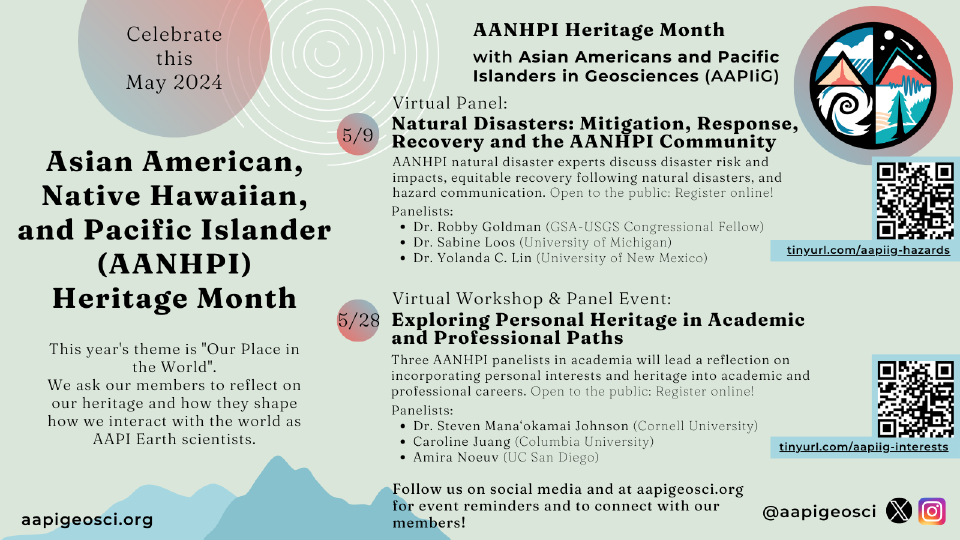 Celebrate
this
May 2024
Asian American,
Native Hawaiian,
and Pacific Islander
(AANHPI)
Heritage Month
This year's theme is "Our Place in
the World".
We ask our members to reflect on
our heritage and how they shape
how we interact with the world as
AAPI Earth scientists.
aapigeosci.org
AANHPI Heritage Month
with Asian Americans and Pacific
Islanders in Geosciences (AAPIiG)
Virtual Panel:
5/9
Natural Disasters: Mitigation, Response,
Recovery and the AANHPI Community
AANHPI natural disaster experts discuss disaster risk and
impacts, equitable recovery following natural disasters, and
hazard communication. Open to the public: Register online!
Panelists:
• Dr. Robby Goldman (GSA-USGS Congressional Fellow)
• Dr. Sabine Loos (University of Michigan)
• Dr. Yolanda C. Lin (University of New Mexico)
tinyurl.com/aapiig-hazards
Virtual Workshop & Panel Event:
5/28
Exploring Personal Heritage in Academic
and Professional Paths
Three AANHPI panelists in academia will lead a reflection on
incorporating personal interests and heritage into academic and
professional careers. Open to the public: Register online!
Panelists:
• Dr. Steven Manaʻokamai Johnson (Cornell University)
• Caroline Juang (Columbia University)
• Amira Noeuv (UC San Diego)
tinyurl.com/aapiig-interests
Follow us on social media and at aapigeosci.org
for event reminders and to connect with our
members!
@aapigeosci